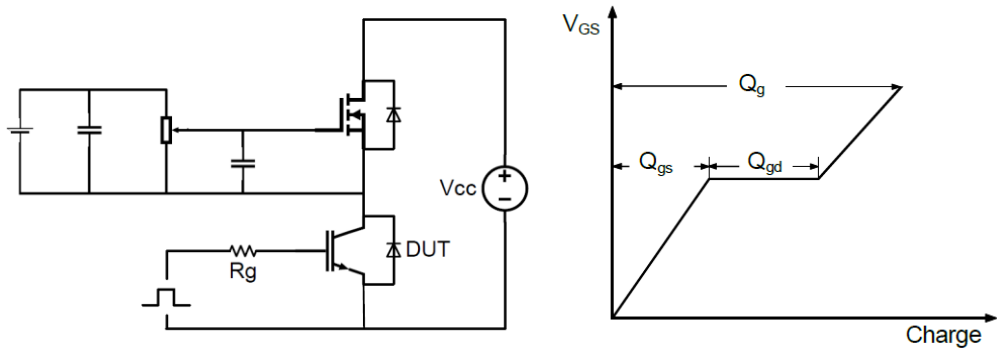 Vcc
+
−
DUT
Rg
VGS
Qg
Qgs
Qgd
Charge